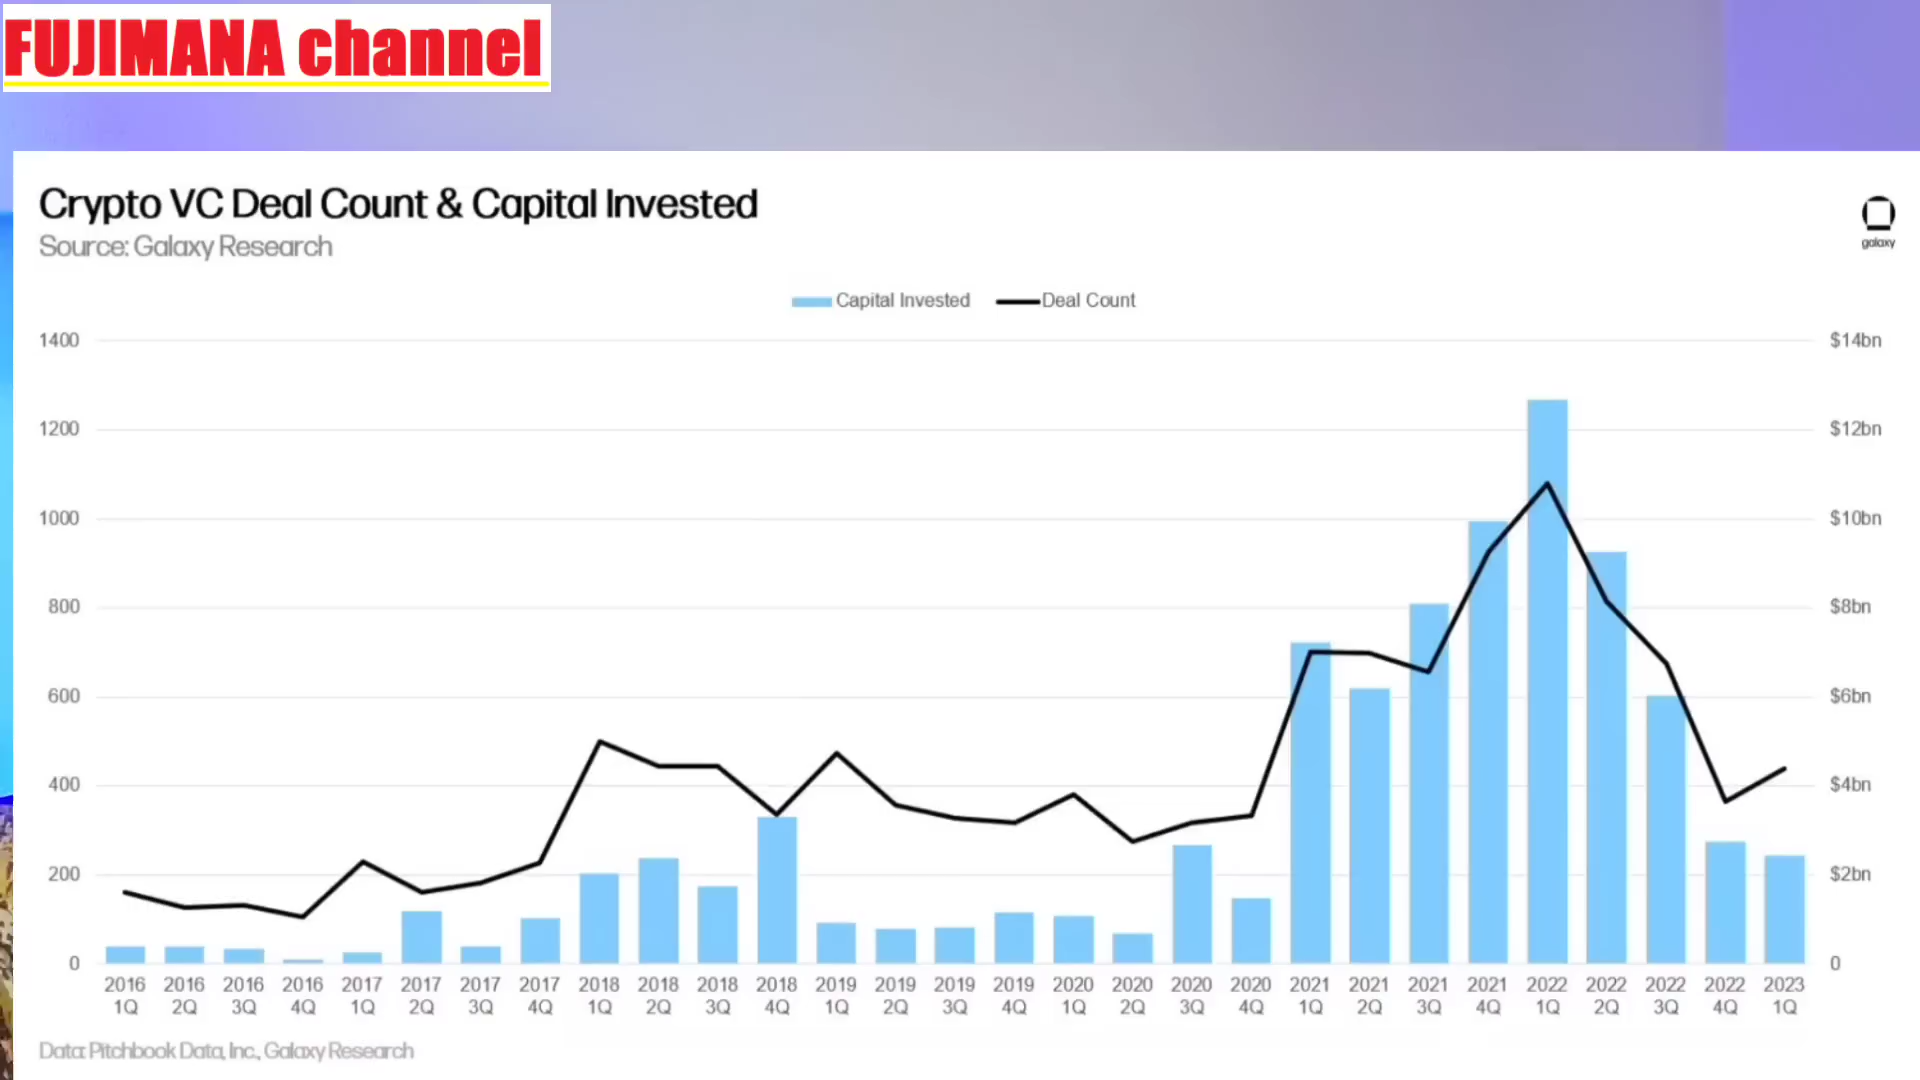 FUJIMANA channel
Crypto VC Deal Count & Capital Invested
Source: Galaxy Research
galaxy
Capital Invested Deal Count
1400 $14bn
1200 $12bn
1000 $10bn
800 $8bn
600 $6bn
400 $4bn
200 $2bn
0 0
2016 2016 2016 2016 2017 2017 2017 2017 2018 2018 2018 2018 2019 2019 2019 2019 2020 2020 2020 2020 2021 2021 2021 2021 2022 2022 2022 2022 2023
1Q 2Q 3Q 4Q 1Q 2Q 3Q 4Q 1Q 2Q 3Q 4Q 1Q 2Q 3Q 4Q 1Q 2Q 3Q 4Q 1Q 2Q 3Q 4Q 1Q 2Q 3Q 4Q 1Q
Data: Pitchbook Data, Inc., Galaxy Research